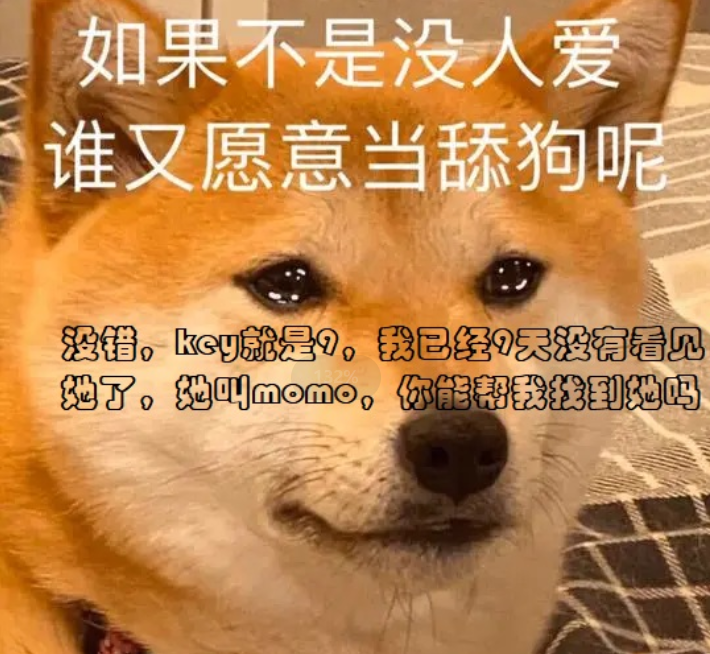 如果不是没人爱
谁又愿意当舔狗呢
没错，key就是9，我已经9天没有看见
她了，她叫momo，你能帮我找到她吗